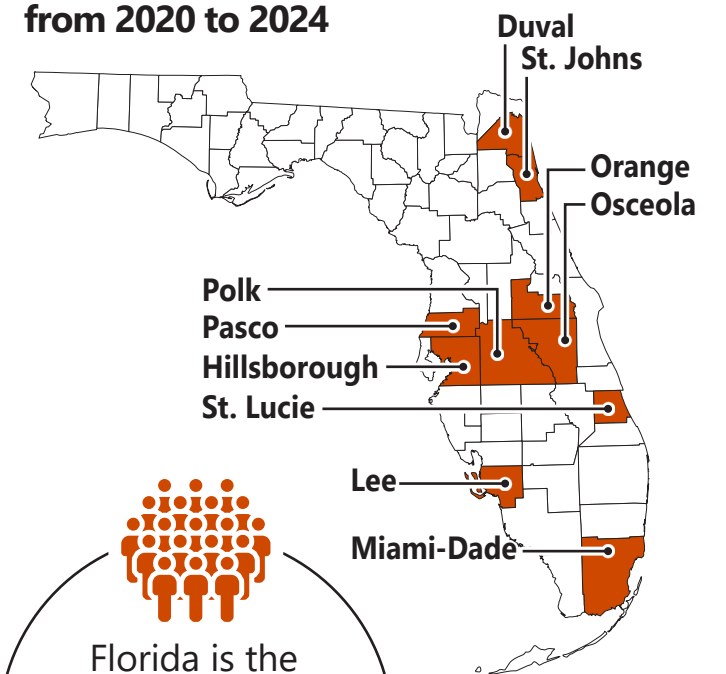 from 2020 to 2024
Duval
St. Johns
Orange
Osceola
Polk
Pasco
Hillsborough
St. Lucie
Lee
Miami-Dade
Florida is the